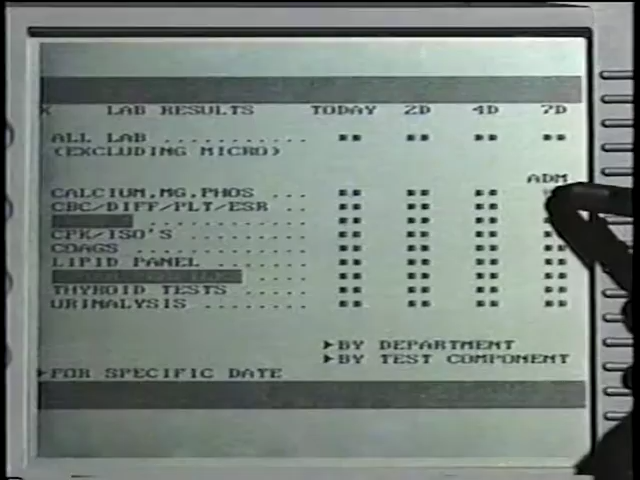 LAB RESULTS TODAY 2D 4D 7D
ALL LAB ...........
(EXCLUDING MICRO)
ADM
CALCIUM,MG,PHOS ..
CBC/DIFF/PLT/ESR ..
CPK/ISO'S ..........
COAGS ..............
LIPID PANEL ........
THYROID TESTS ......
URINALYSIS .........
▶BY DEPARTMENT
▶BY TEST COMPONENT
▶FOR SPECIFIC DATE